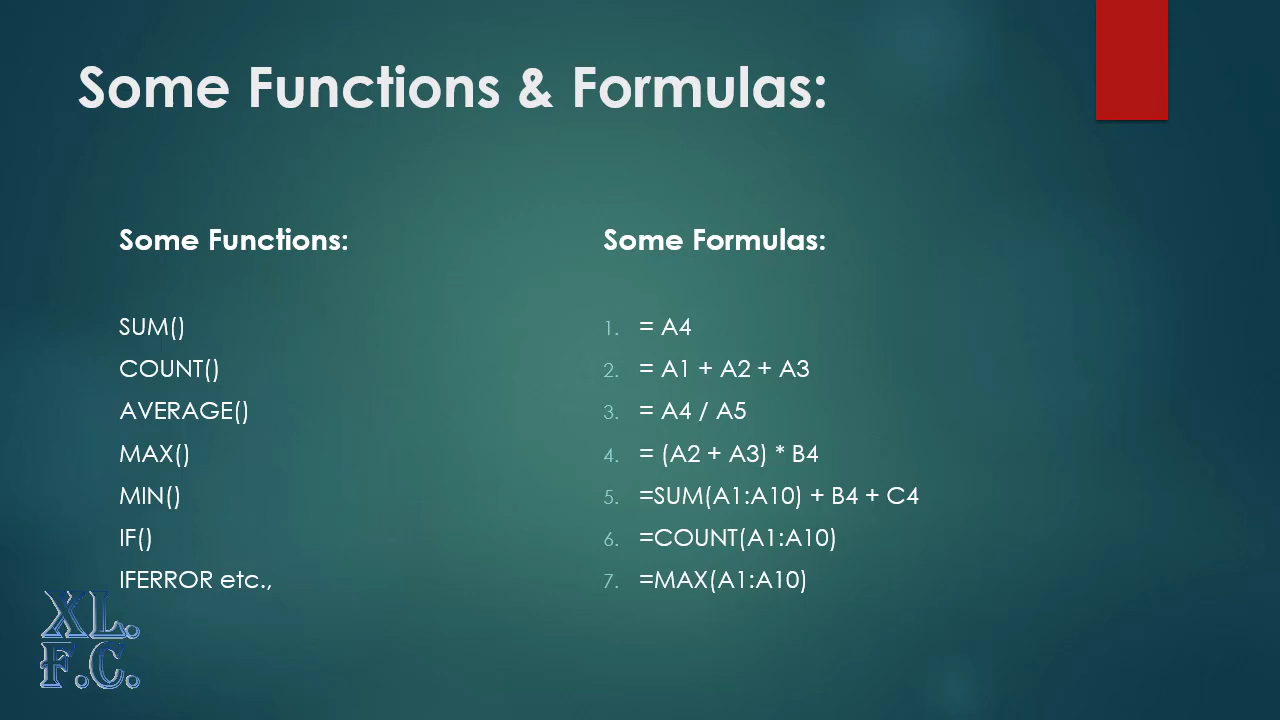 Some Functions & Formulas:
Some Functions:
SUM()
COUNT()
AVERAGE()
MAX()
MIN()
IF()
IFERROR etc.,
Some Formulas:
1. = A4
2. = A1 + A2 + A3
3. = A4 / A5
4. = (A2 + A3) * B4
5. =SUM(A1:A10) + B4 + C4
6. =COUNT(A1:A10)
7. =MAX(A1:A10)
XL.
F.C.